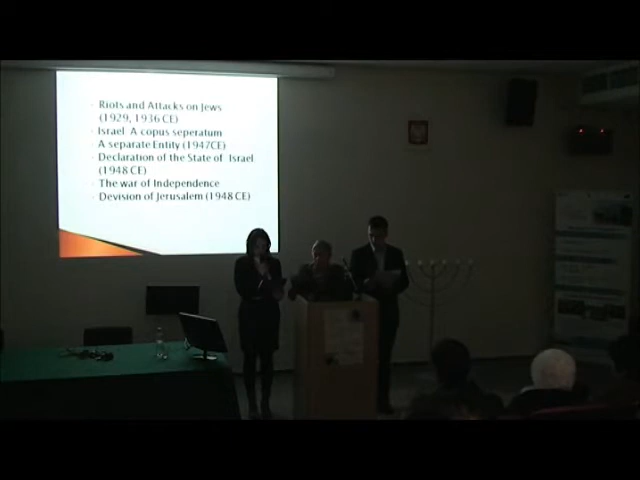 Riots and Attacks on Jews
(1929, 1936 CE)
Israel A copus seperatum
A separate Entity (1947CE)
Declaration of the State of Israel
(1948 CE)
The war of Independence
Devision of Jerusalem (1948 CE)